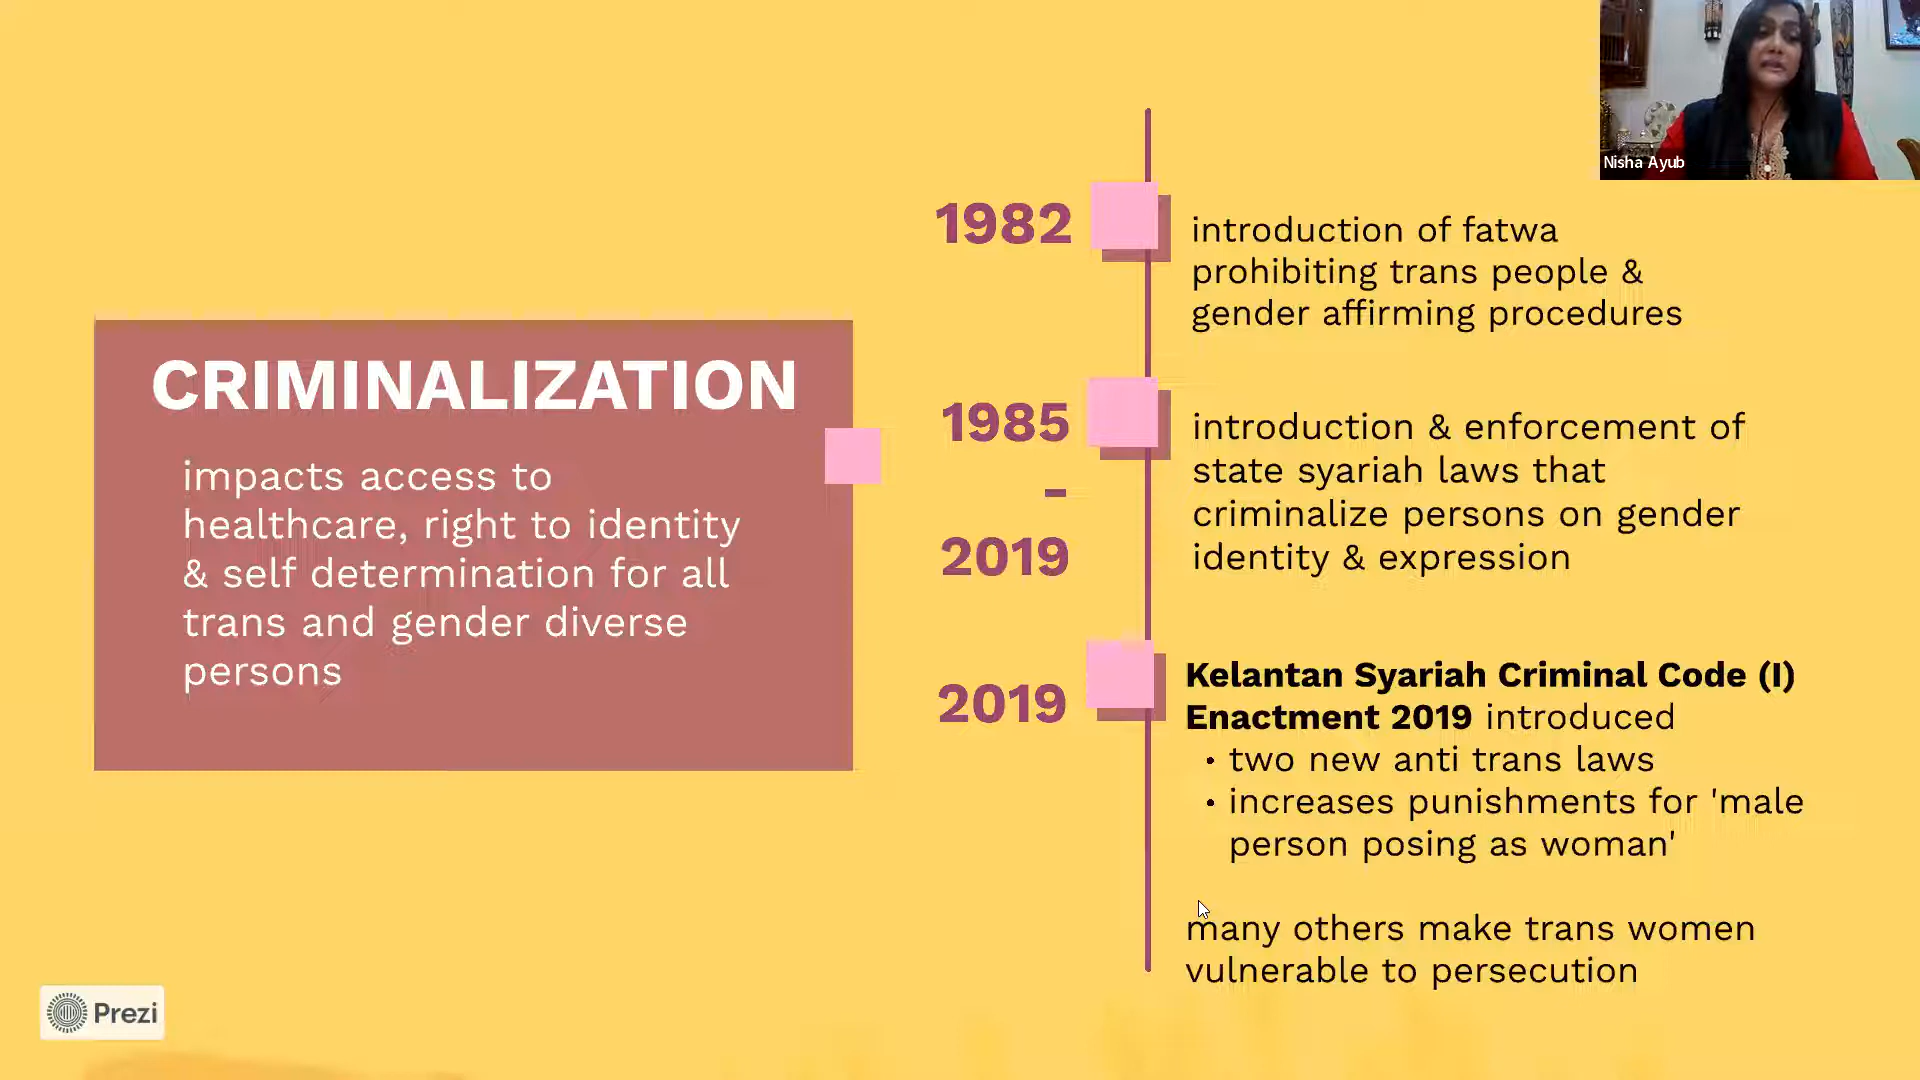 Nisha Ayub
CRIMINALIZATION
impacts access to
healthcare, right to identity
& self determination for all
trans and gender diverse
persons
1982
introduction of fatwa
prohibiting trans people &
gender affirming procedures
1985
–
2019
introduction & enforcement of
state syariah laws that
criminalize persons on gender
identity & expression
2019
Kelantan Syariah Criminal Code (I)
Enactment 2019 introduced
• two new anti trans laws
• increases punishments for 'male
person posing as woman'
many others make trans women
vulnerable to persecution
Prezi